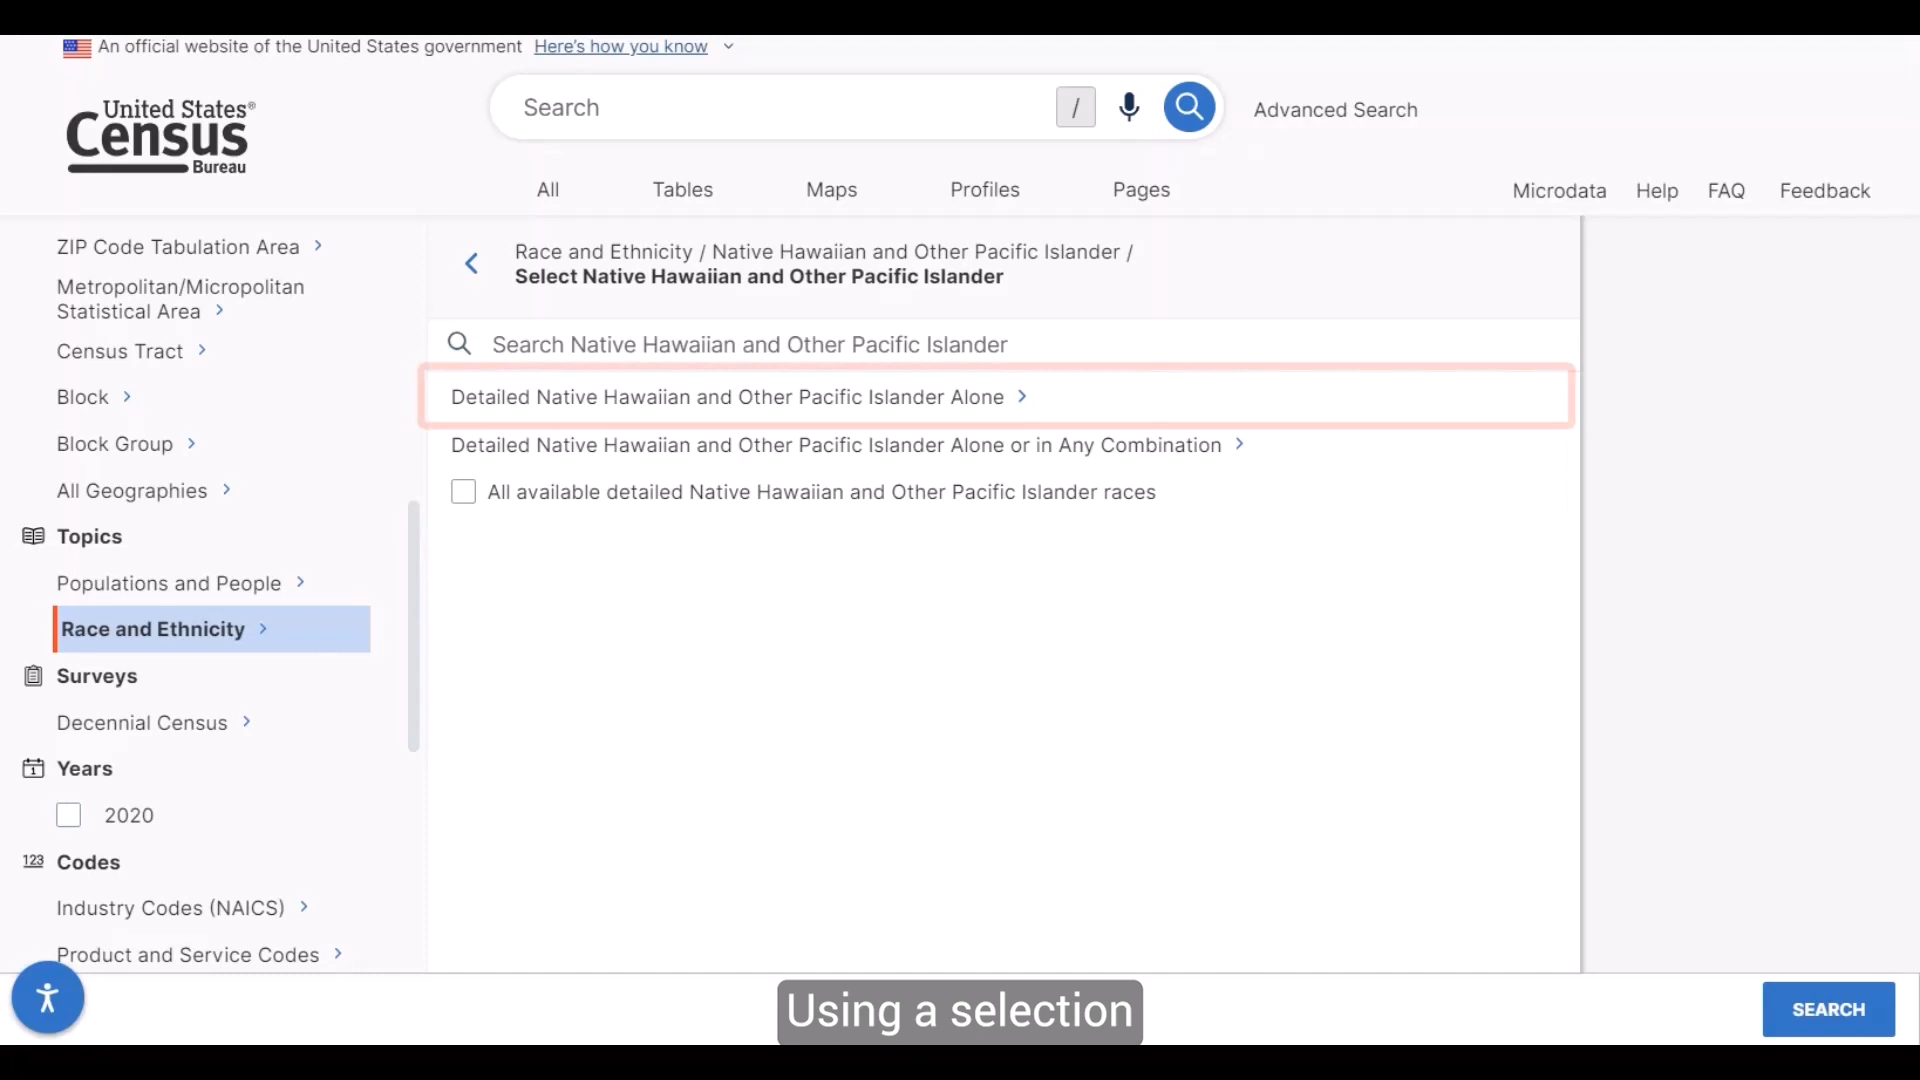 An official website of the United States government Here's how you know
United States®
Census
Bureau
Search / Advanced Search
All Tables Maps Profiles Pages
Microdata Help FAQ Feedback
ZIP Code Tabulation Area
Metropolitan/Micropolitan
Statistical Area
Census Tract
Block
Block Group
All Geographies
Topics
Populations and People
Race and Ethnicity
Surveys
Decennial Census
1 Years
2020
123 Codes
Industry Codes (NAICS)
Product and Service Codes
Race and Ethnicity / Native Hawaiian and Other Pacific Islander /
Select Native Hawaiian and Other Pacific Islander
Search Native Hawaiian and Other Pacific Islander
Detailed Native Hawaiian and Other Pacific Islander Alone
Detailed Native Hawaiian and Other Pacific Islander Alone or in Any Combination
All available detailed Native Hawaiian and Other Pacific Islander races
Using a selection
SEARCH